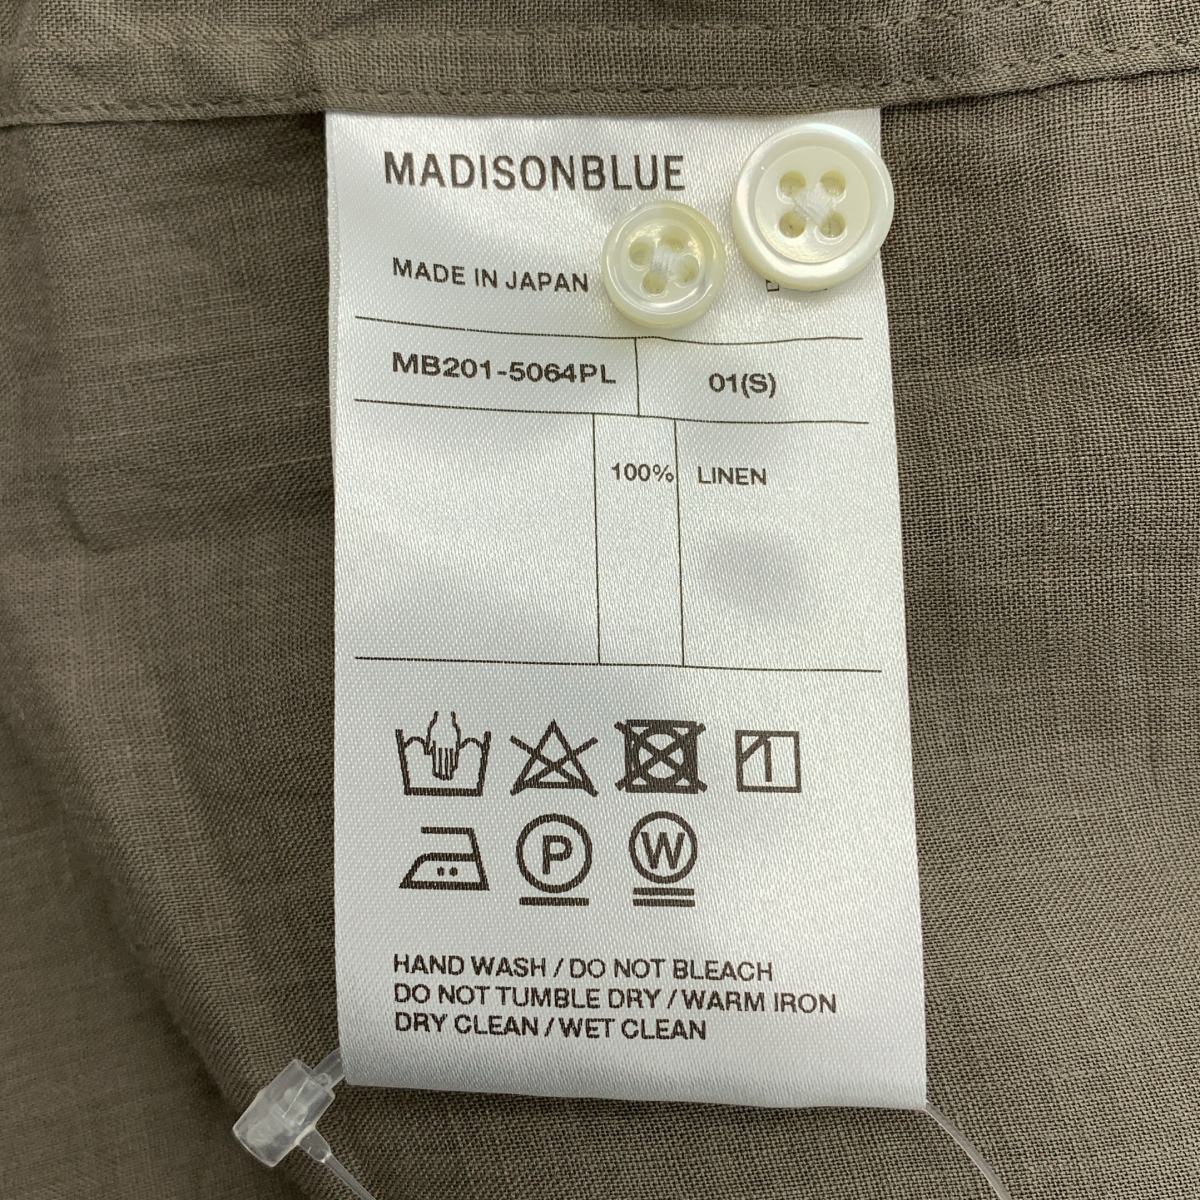 MADISONBLUE
MADE IN JAPAN
MB201-5064PL 01(S)
100% LINEN
P W
HAND WASH / DO NOT BLEACH
DO NOT TUMBLE DRY / WARM IRON
DRY CLEAN / WET CLEAN